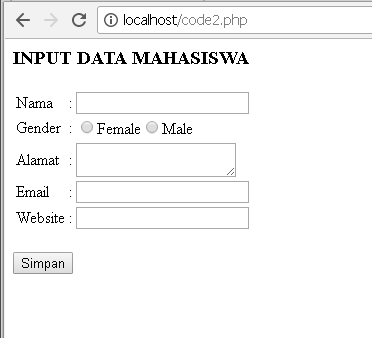 localhost/code2.php
INPUT DATA MAHASISWA
Nama :
Gender : Female Male
Alamat :
Email :
Website :
Simpan